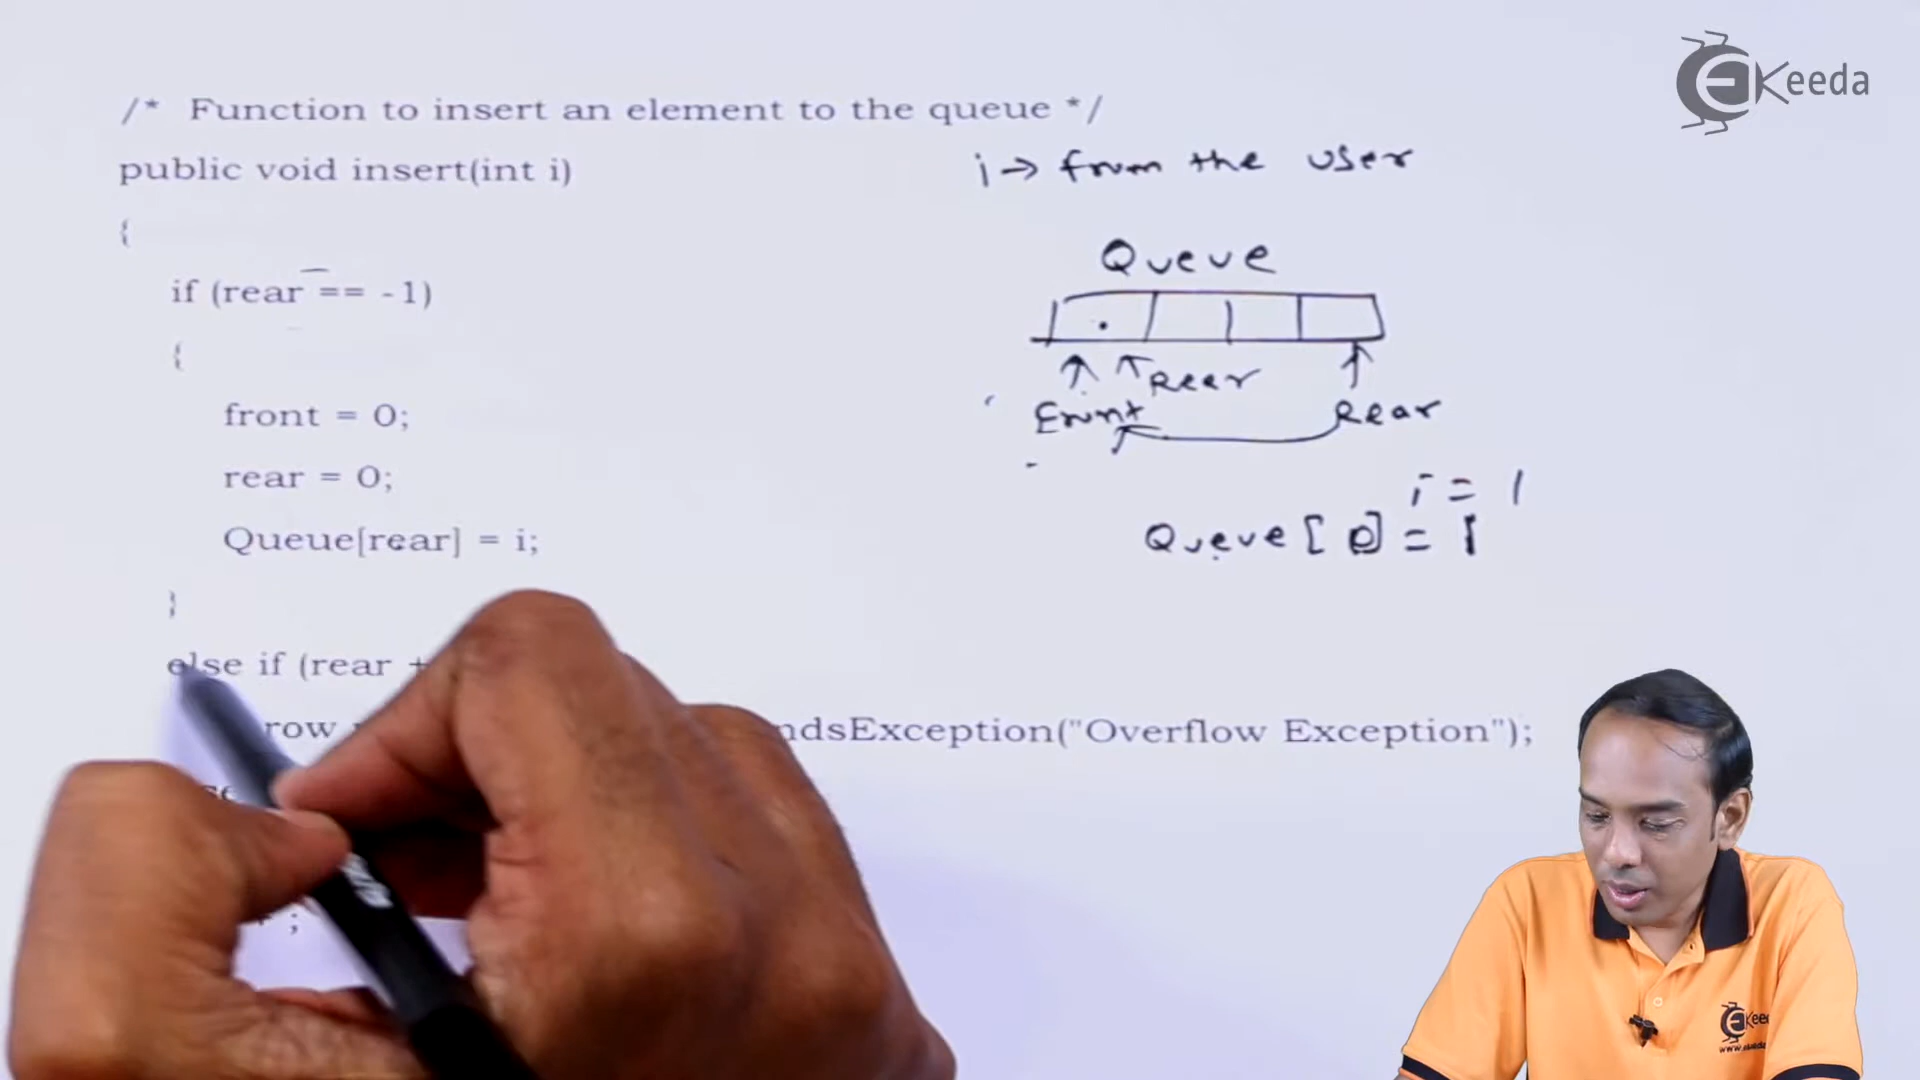 Keeda
/* Function to insert an element to the queue */
public void insert(int i)
i → from the user
{
Queue
if (rear == -1)
{
Rear
front = 0;
Front
Rear
rear = 0;
i = 1
Queue[rear] = i;
Queue [ 0] = 1
}
else if (rear +
ndsException("Overflow Exception");
;